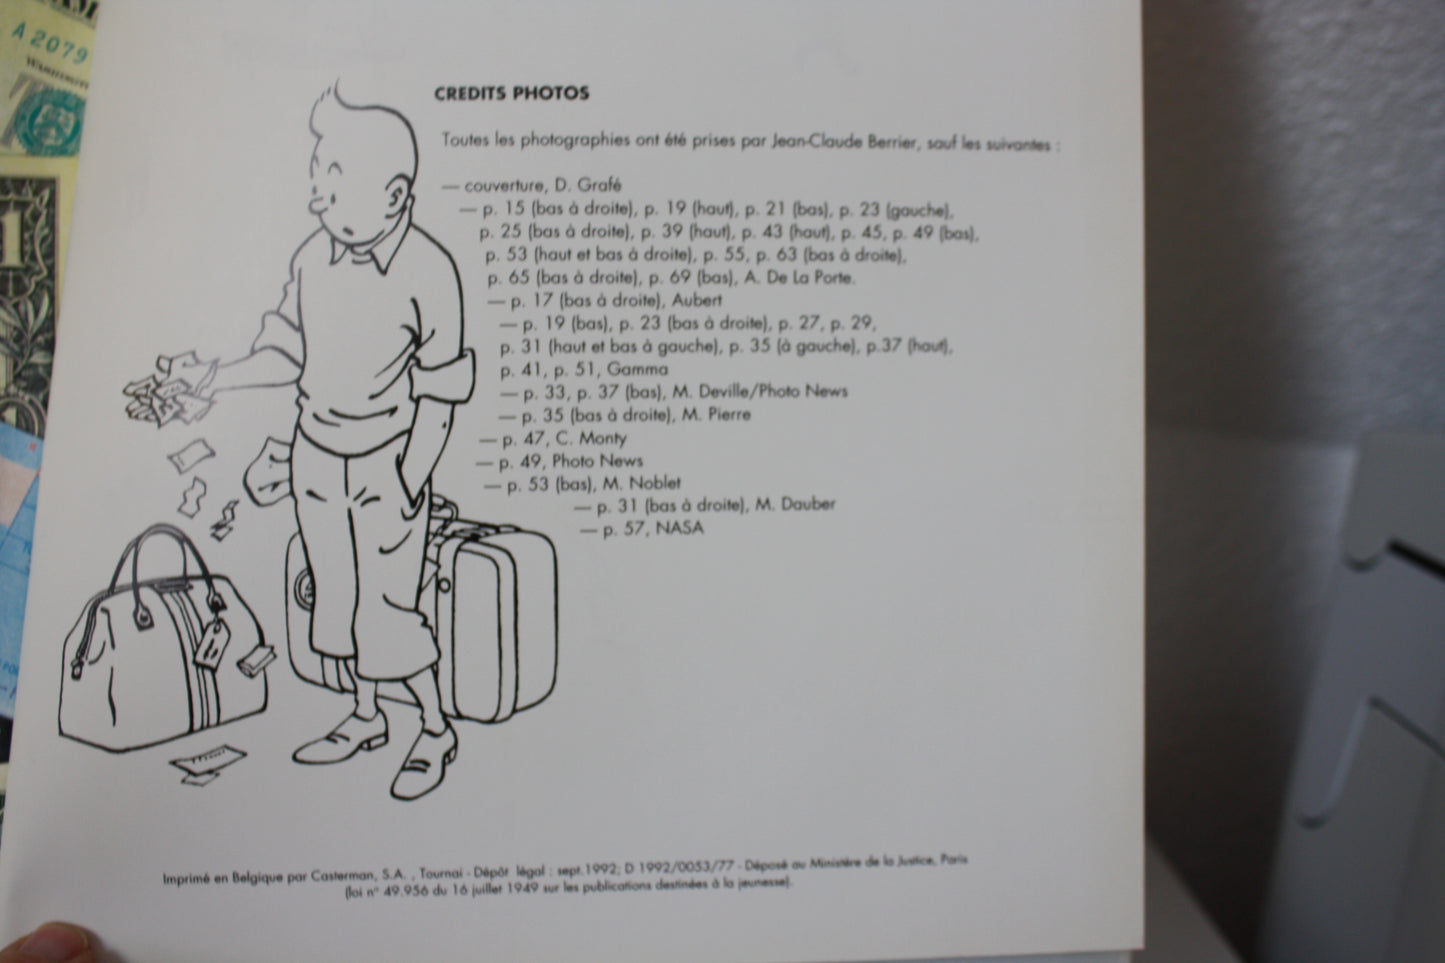 A 2079
WASHINGTON
1
CREDITS PHOTOS
Toutes les photographies ont été prises par Jean-Claude Berrier, sauf les suivantes :
— couverture, D. Grafé
— p. 15 (bas à droite), p. 19 (haut), p. 21 (bas), p. 23 (gauche),
p. 25 (bas à droite), p. 39 (haut), p. 43 (haut), p. 45, p. 49 (bas),
p. 53 (haut et bas à droite), p. 55, p. 63 (bas à droite),
p. 65 (bas à droite), p. 69 (bas), A. De La Porte.
— p. 17 (bas à droite), Aubert
— p. 19 (bas), p. 23 (bas à droite), p. 27, p. 29,
p. 31 (haut et bas à gauche), p. 35 (à gauche), p.37 (haut),
p. 41, p. 51, Gamma
— p. 33, p. 37 (bas), M. Deville/Photo News
— p. 35 (bas à droite), M. Pierre
— p. 47, C. Monty
— p. 49, Photo News
— p. 53 (bas), M. Noblet
— p. 31 (bas à droite), M. Dauber
— p. 57, NASA
Imprimé en Belgique par Casterman, S.A. , Tournai - Dépôt légal : sept.1992; D 1992/0053/77 - Déposé au Ministère de la Justice, Paris
(loi n° 49.956 du 16 juillet 1949 sur les publications destinées à la jeunesse).